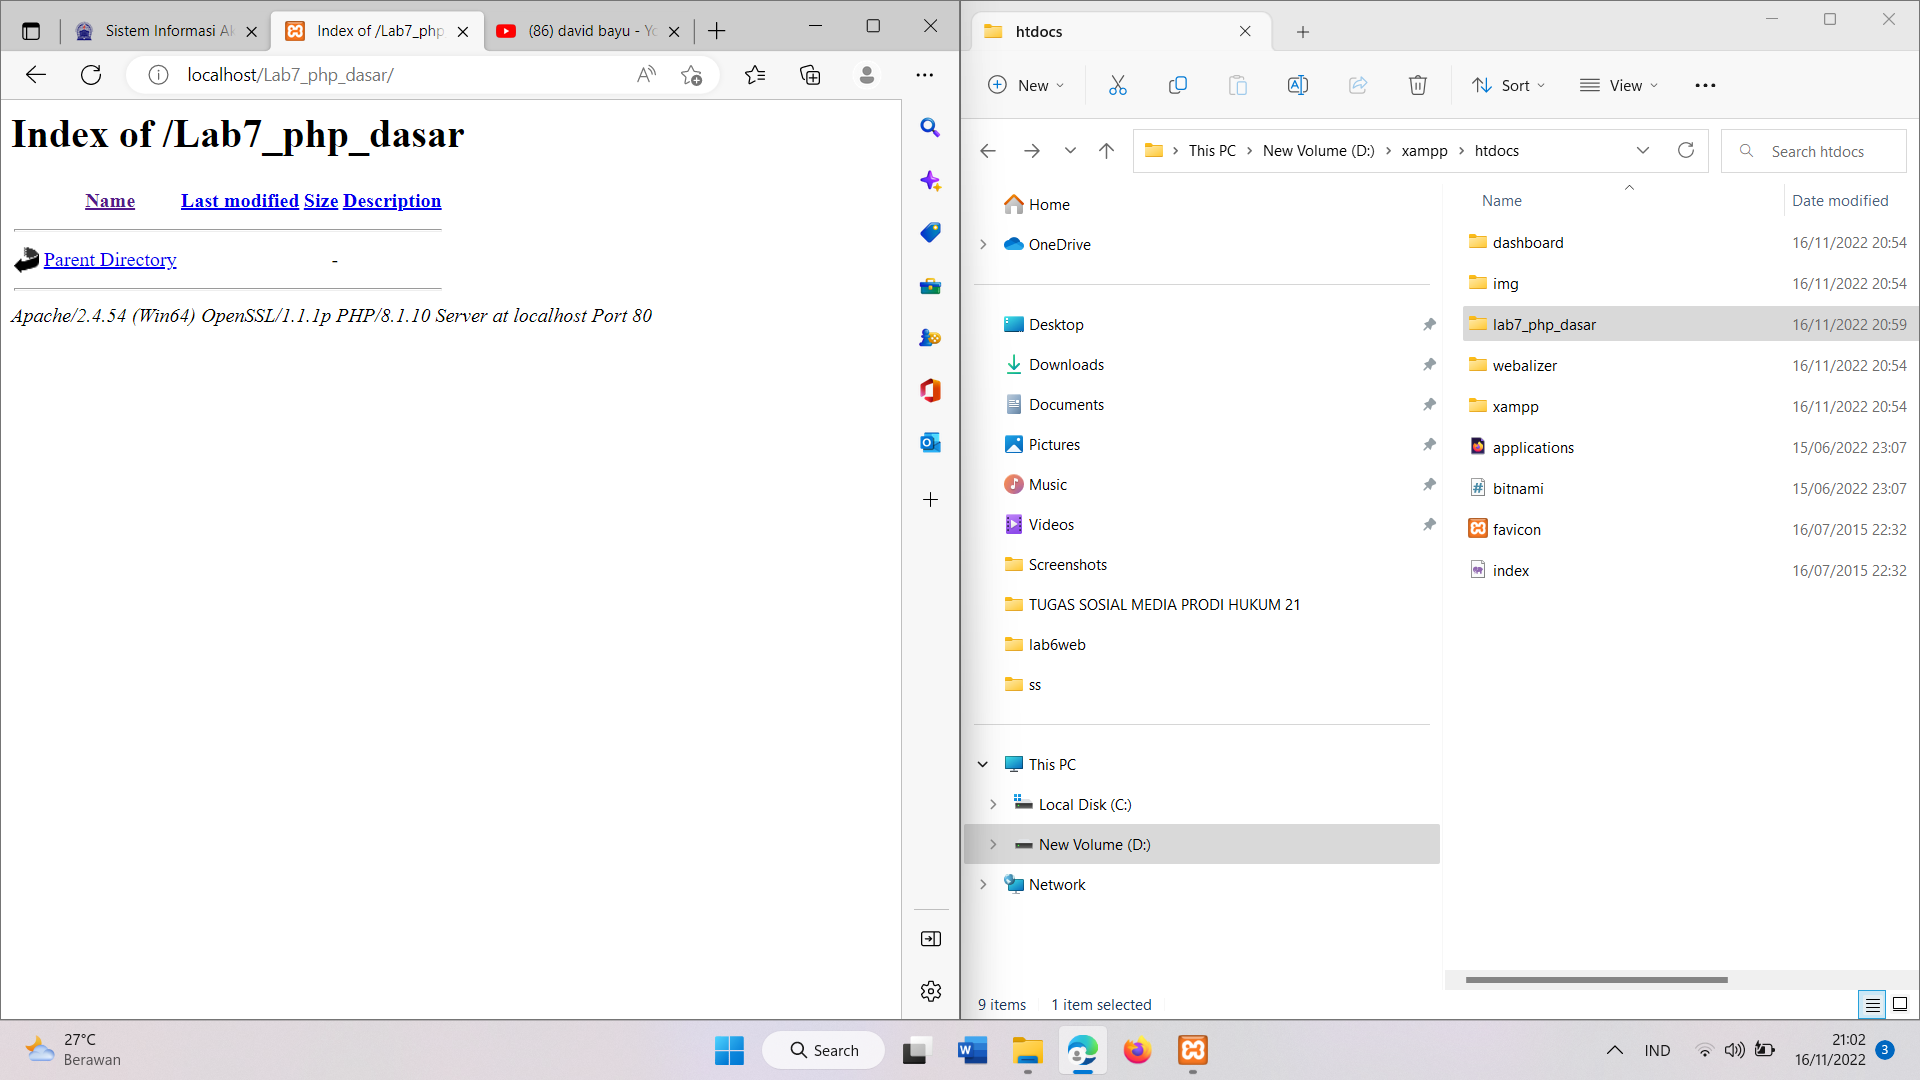 Sistem Informasi Ak
Index of /Lab7_php
(86) david bayu - Yo
localhost/Lab7_php_dasar/
Index of /Lab7_php_dasar
Name Last modified Size Description
Parent Directory -
Apache/2.4.54 (Win64) OpenSSL/1.1.1p PHP/8.1.10 Server at localhost Port 80
htdocs
New
Sort
View
This PC > New Volume (D:) > xampp > htdocs
Search htdocs
Home
OneDrive
Desktop
Downloads
Documents
Pictures
Music
Videos
Screenshots
TUGAS SOSIAL MEDIA PRODI HUKUM 21
lab6web
ss
This PC
Local Disk (C:)
New Volume (D:)
Network
Name Date modified
dashboard 16/11/2022 20:54
img 16/11/2022 20:54
lab7_php_dasar 16/11/2022 20:59
webalizer 16/11/2022 20:54
xampp 16/11/2022 20:54
applications 15/06/2022 23:07
bitnami 15/06/2022 23:07
favicon 16/07/2015 22:32
index 16/07/2015 22:32
9 items 1 item selected
27°C
Berawan
Search
IND
21:02
16/11/2022
3